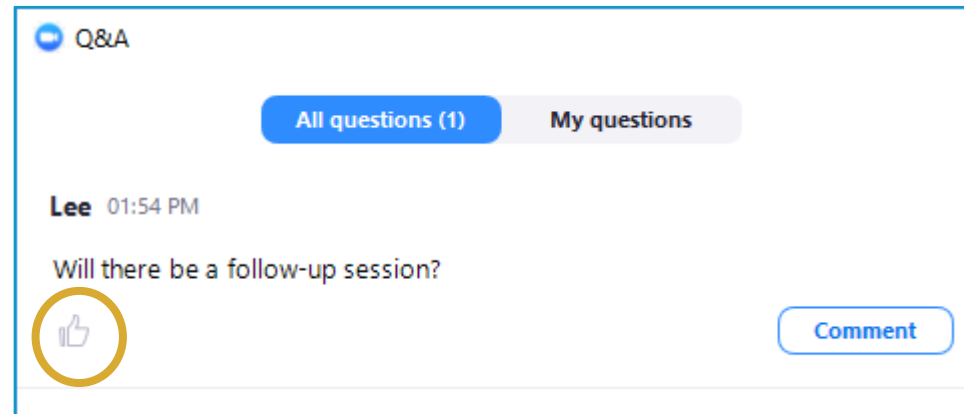 Q&A
All questions (1) My questions
Lee 01:54 PM
Will there be a follow-up session?
Comment